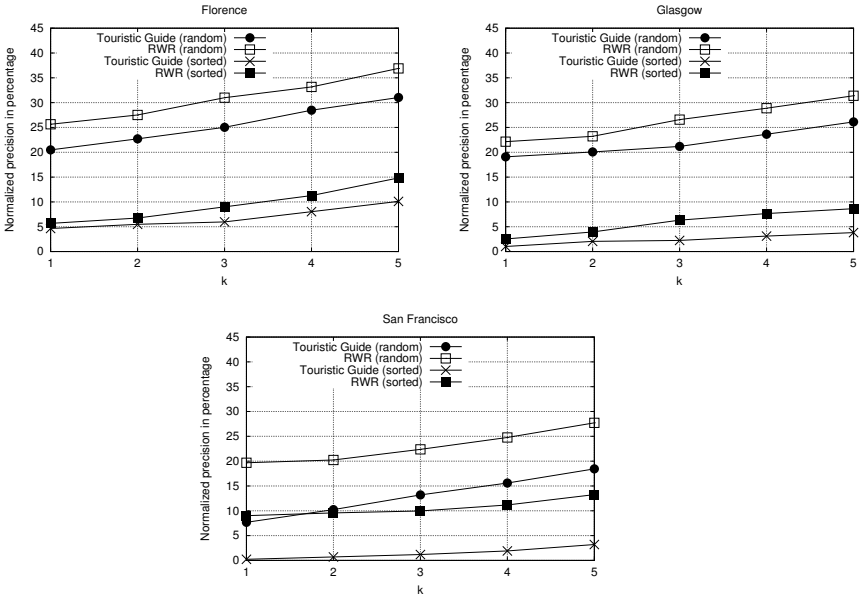 Florence
Normalized precision in percentage
45
40
35
30
25
20
15
10
5
0
Touristic Guide (random)
RWR (random)
Touristic Guide (sorted)
RWR (sorted)
1 2 3 4 5
k
Glasgow
Normalized precision in percentage
45
40
35
30
25
20
15
10
5
0
Touristic Guide (random)
RWR (random)
Touristic Guide (sorted)
RWR (sorted)
1 2 3 4 5
k
San Francisco
Normalized precision in percentage
45
40
35
30
25
20
15
10
5
0
Touristic Guide (random)
RWR (random)
Touristic Guide (sorted)
RWR (sorted)
1 2 3 4 5
k